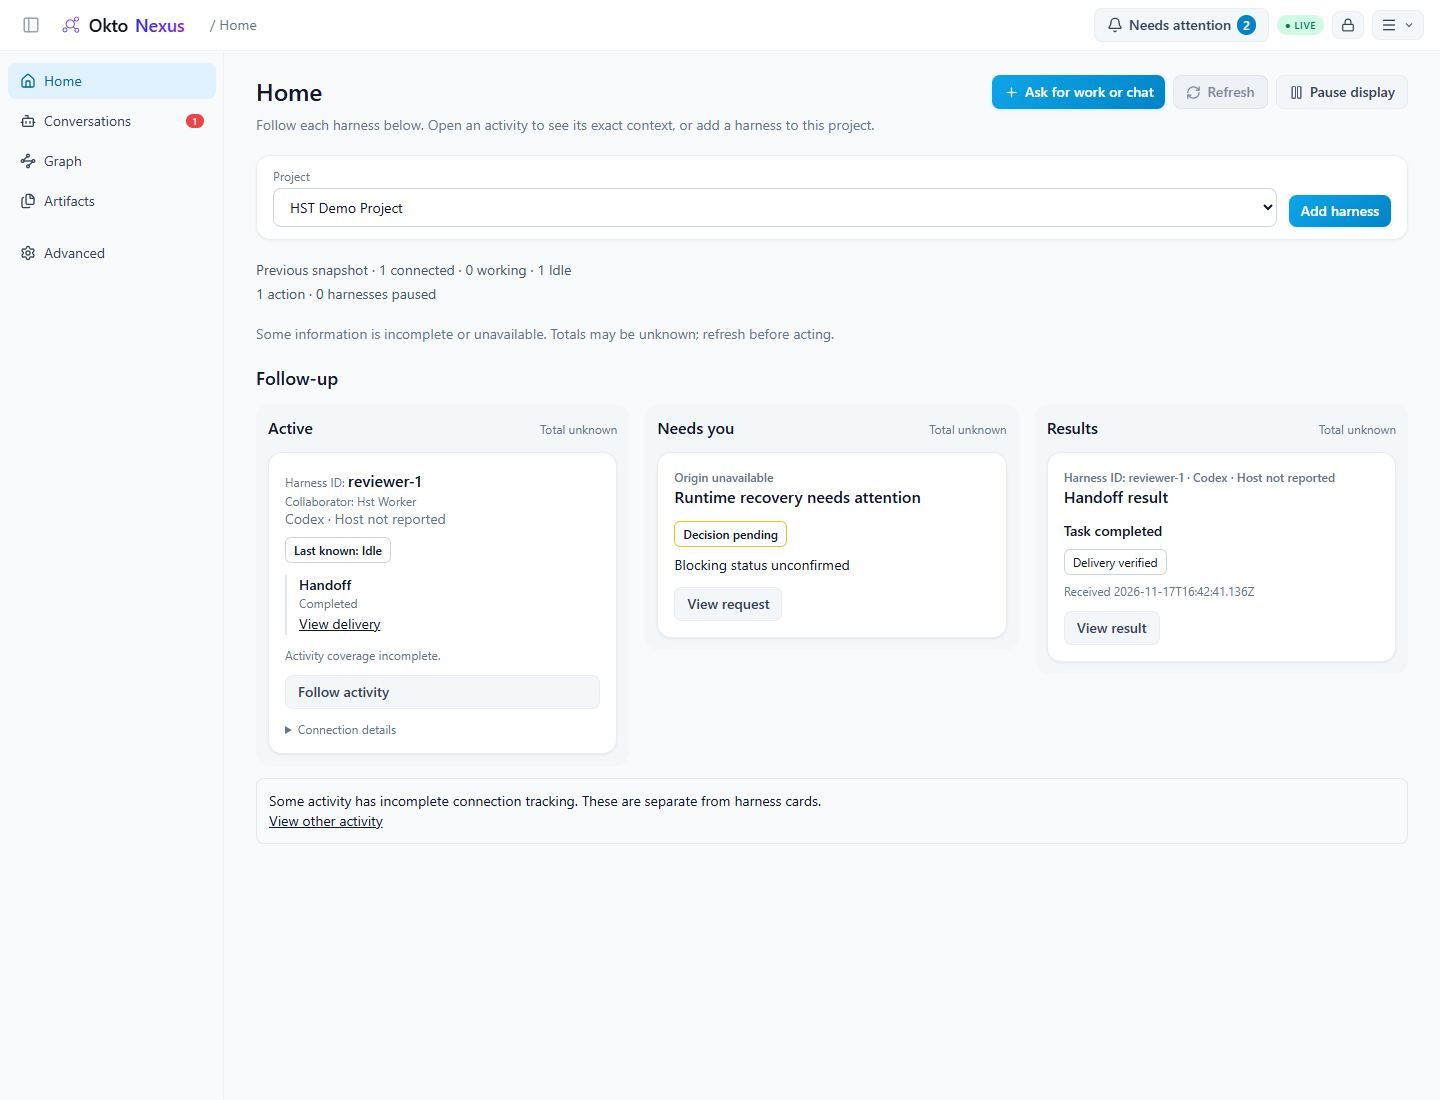 Okto Nexus / Home
Needs attention 2
LIVE
Home
Conversations 1
Graph
Artifacts
Advanced
Home
Ask for work or chat
Refresh
Pause display
Follow each harness below. Open an activity to see its exact context, or add a harness to this project.
Project
HST Demo Project
Add harness
Previous snapshot · 1 connected · 0 working · 1 Idle
1 action · 0 harnesses paused
Some information is incomplete or unavailable. Totals may be unknown; refresh before acting.
Follow-up
Active Total unknown
Harness ID: reviewer-1
Collaborator: Hst Worker
Codex · Host not reported
Last known: Idle
Handoff
Completed
View delivery
Activity coverage incomplete.
Follow activity
Connection details
Needs you Total unknown
Origin unavailable
Runtime recovery needs attention
Decision pending
Blocking status unconfirmed
View request
Results Total unknown
Harness ID: reviewer-1 · Codex · Host not reported
Handoff result
Task completed
Delivery verified
Received 2026-11-17T16:42:41.136Z
View result
Some activity has incomplete connection tracking. These are separate from harness cards.
View other activity